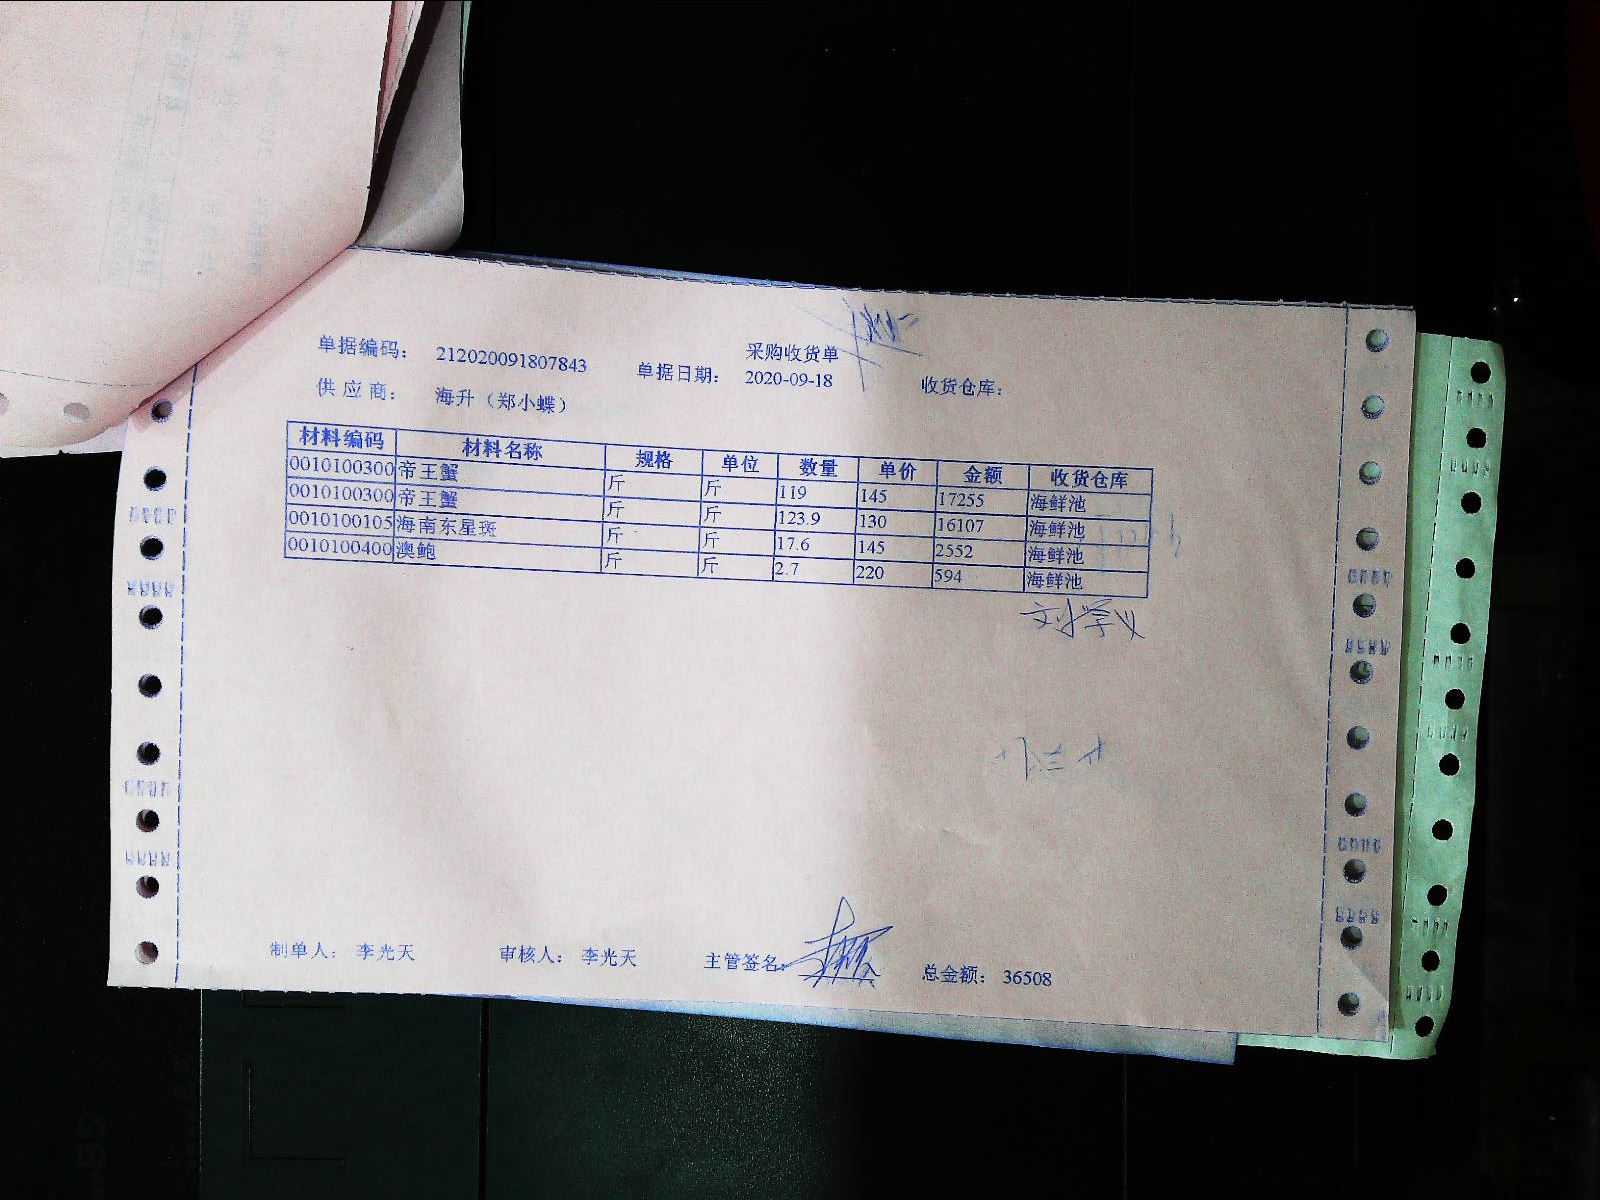 采购收货单
单据编码： 212020091807843 单据日期： 2020-09-18 收货仓库：
供 应 商： 海升（郑小蝶）
材料编码 材料名称 规格 单位 数量 单价 金额 收货仓库
0010100300 帝王蟹 斤 斤 119 145 17255 海鲜池
0010100300 帝王蟹 斤 斤 123.9 130 16107 海鲜池
0010100105 海南东星斑 斤 斤 17.6 145 2552 海鲜池
0010100400 澳鲍 斤 斤 2.7 220 594 海鲜池
制单人： 李光天 审核人： 李光天 主管签名： 总金额： 36508